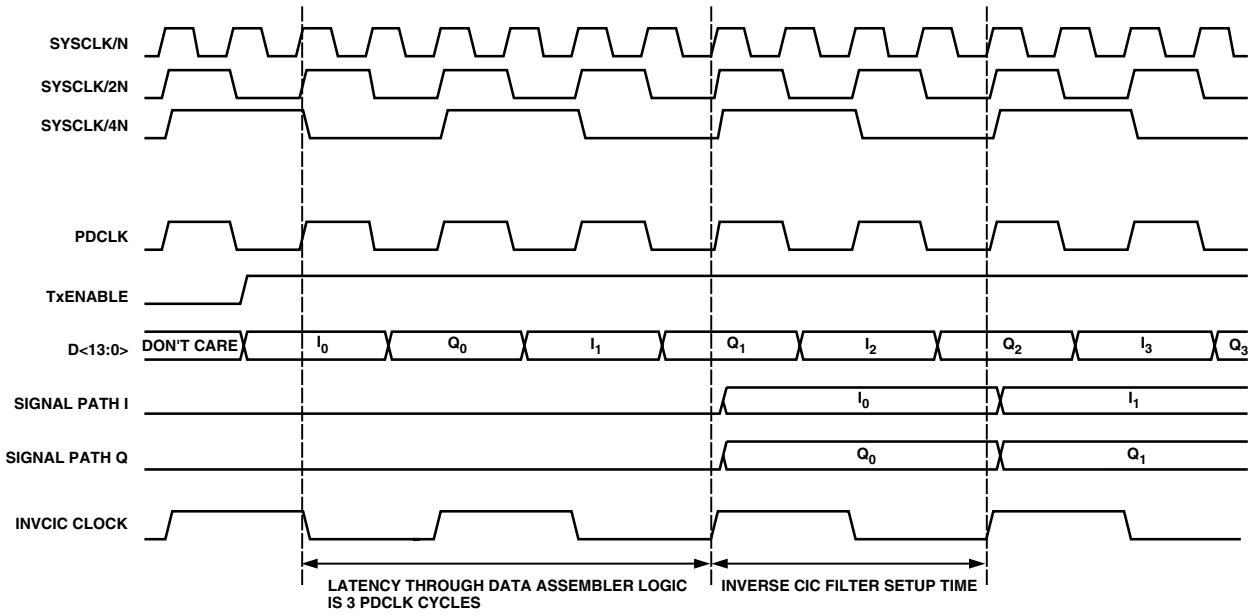 SYSCLK/N
SYSCLK/2N
SYSCLK/4N
PDCLK
TxENABLE
D<13:0> DON'T CARE I0 Q0 I1 Q1 I2 Q2 I3 Q3
SIGNAL PATH I I0 I1
SIGNAL PATH Q Q0 Q1
INVCIC CLOCK
LATENCY THROUGH DATA ASSEMBLER LOGIC
IS 3 PDCLK CYCLES
INVERSE CIC FILTER SETUP TIME